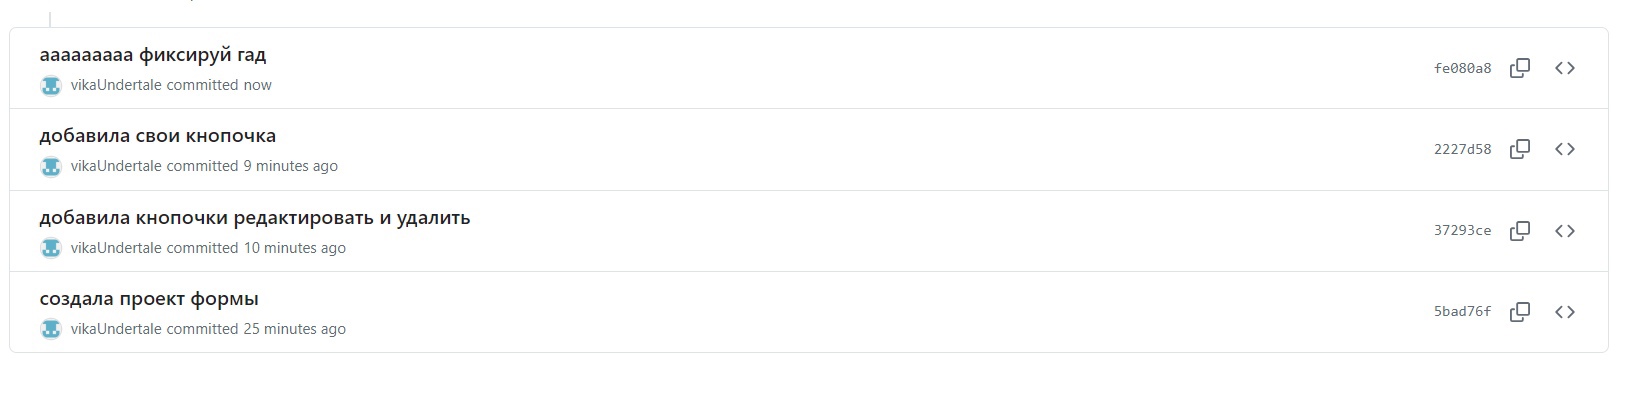 ааааааааа фиксируй гад
vikaUndertale committed now
fe080a8
добавила свои кнопочка
vikaUndertale committed 9 minutes ago
2227d58
добавила кнопочки редактировать и удалить
vikaUndertale committed 10 minutes ago
37293ce
создала проект формы
vikaUndertale committed 25 minutes ago
5bad76f